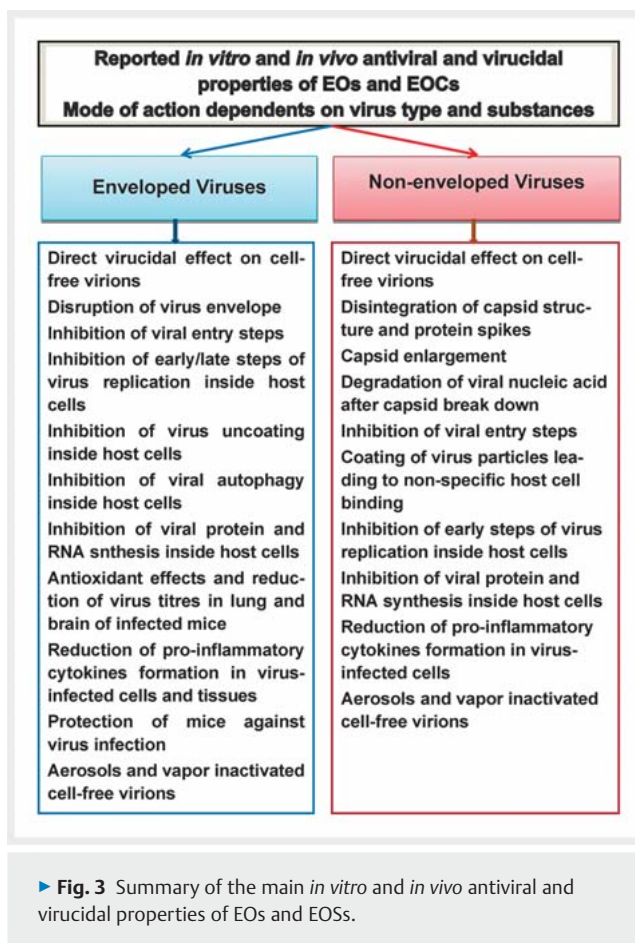 Reported in vitro and in vivo antiviral and virucidal
properties of EOs and EOCs
Mode of action dependents on virus type and substances
Enveloped Viruses
Non-enveloped Viruses
Direct virucidal effect on cell-
free virions
Disruption of virus envelope
Inhibition of viral entry steps
Inhibition of early/late steps of
virus replication inside host
cells
Inhibition of virus uncoating
inside host cells
Inhibition of viral autophagy
inside host cells
Inhibition of viral protein and
RNA snthesis inside host cells
Antioxidant effects and reduc-
tion of virus titres in lung and
brain of infected mice
Reduction of pro-inflammatory
cytokines formation in virus-
infected cells and tissues
Protection of mice against
virus infection
Aerosols and vapor inactivated
cell-free virions
Direct virucidal effect on cell-
free virions
Disintegration of capsid struc-
ture and protein spikes
Capsid enlargement
Degradation of viral nucleic acid
after capsid break down
Inhibition of viral entry steps
Coating of virus particles lea-
ding to non-specific host cell
binding
Inhibition of early steps of virus
replication inside host cells
Inhibition of viral protein and
RNA synthesis inside host cells
Reduction of pro-inflammatory
cytokines formation in virus-
infected cells
Aerosols and vapor inactivated
cell-free virions
► Fig. 3 Summary of the main in vitro and in vivo antiviral and
virucidal properties of EOs and EOSs.